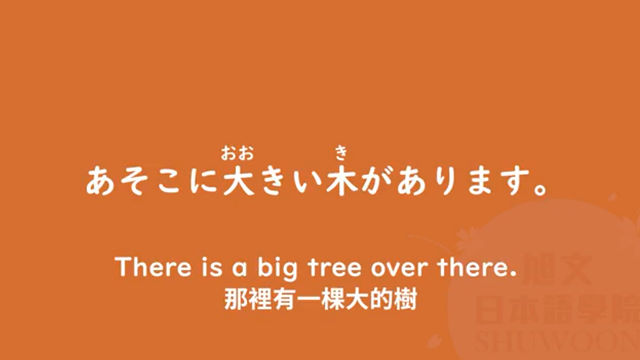 おお き
あそこに大きい木があります。
There is a big tree over there.
那裡有一棵大的樹
旭文
日本語學院
SHUWOON